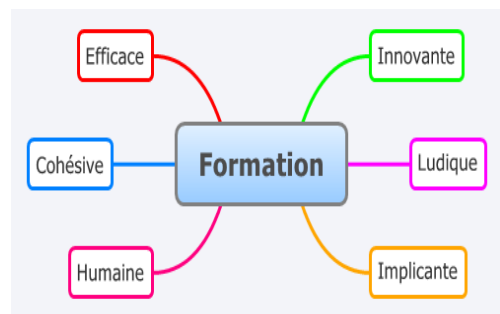 Efficace
Innovante
Cohésive
Formation
Ludique
Humaine
Implicante